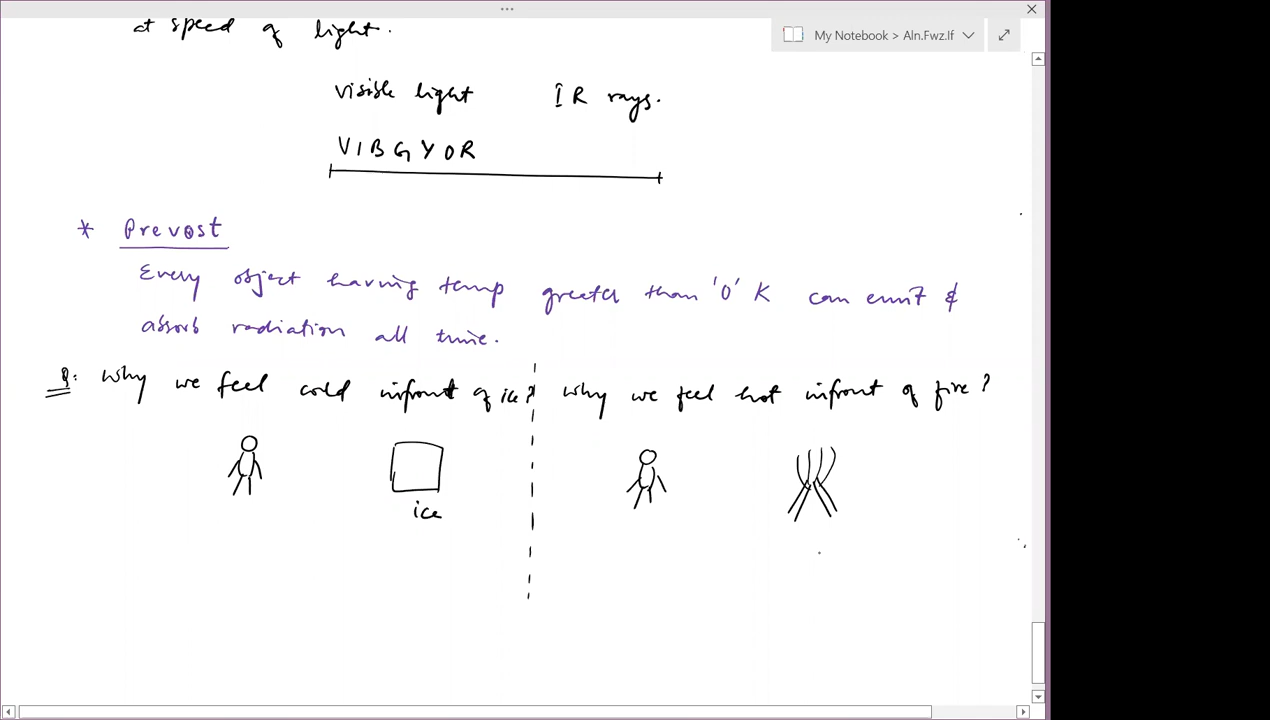 at speed of light.
My Notebook > Aln.Fwz.If
visible light IR rays.
VIBGYOR
* Prevost
Every object having temp greater than '0' K can emit &
absorb radiation all time.
Q: Why we feel cold infront of ice? Why we feel hot infront of fire?
ice